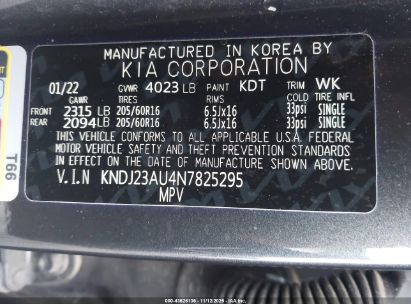 MANUFACTURED IN KOREA BY
KIA CORPORATION
01/22 GVWR 4023 LB PAINT KDT TRIM WK
GAWR TIRES RIMS COLD TIRE INFL
FRONT 2315 LB 205/60R16 6.5Jx16 33psi SINGLE
REAR 2094 LB 205/60R16 6.5Jx16 33psi SINGLE
THIS VEHICLE CONFORMS TO ALL APPLICABLE U.S.A. FEDERAL
MOTOR VEHICLE SAFETY, BUMPER, AND THEFT PREVENTION STANDARDS
IN EFFECT ON THE DATE OF MANUFACTURE SHOWN ABOVE.
V.I.N KNDJ23AU4N7825295
MPV
T66